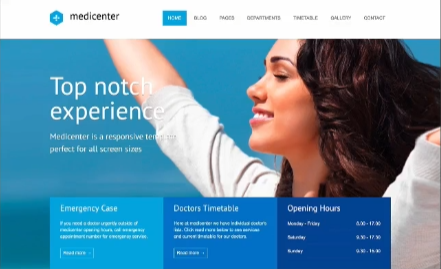 medicenter
HOME BLOG PAGES DEPARTMENTS TIMETABLE GALLERY CONTACT
Top notch
experience
Medicenter is a responsive
perfect for all screen sizes
Emergency Case
If you need a doctor urgently outside of
medicenter opening hours, call emergency
appointment number for emergency service.
Read more
Doctors Timetable
Here at medicenter we have individual doctor's
lists. Click read more below to see services
and current timetable for our doctors.
Read more
Opening Hours
Monday - Friday 8.00 - 17.00
Saturday 9.30 - 17.30
Sunday 9.30 - 15.00